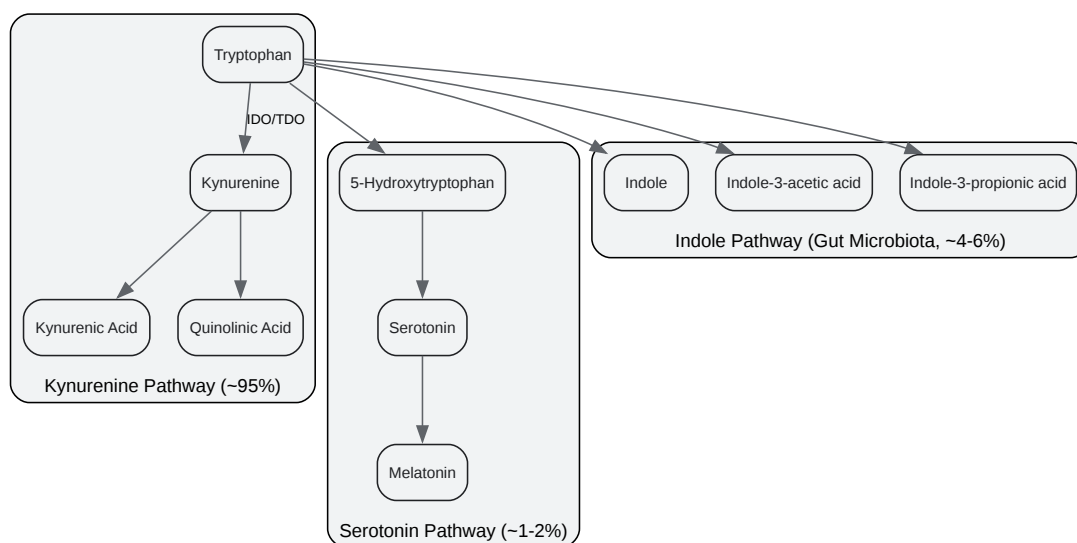 Tryptophan
IDO/TDO
Kynurenine
5-Hydroxytryptophan
Indole
Indole-3-acetic acid
Indole-3-propionic acid
Indole Pathway (Gut Microbiota, ~4-6%)
Kynurenic Acid
Quinolinic Acid
Serotonin
Kynurenine Pathway (~95%)
Melatonin
Serotonin Pathway (~1-2%)